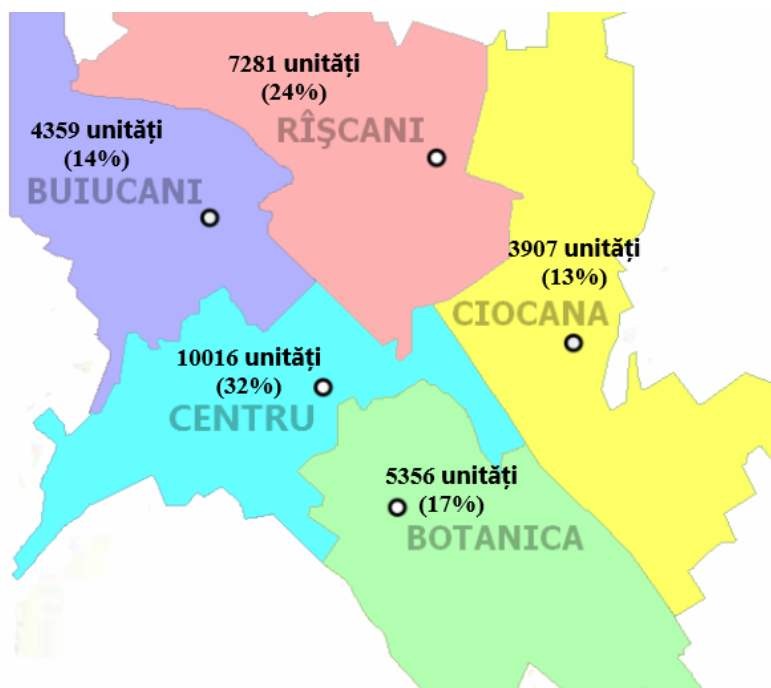 7281 unități
(24%)
RÎŞCANI
4359 unități
(14%)
BUIUCANI
3907 unități
(13%)
CIOCANA
10016 unități
(32%)
CENTRU
5356 unități
(17%)
BOTANICA